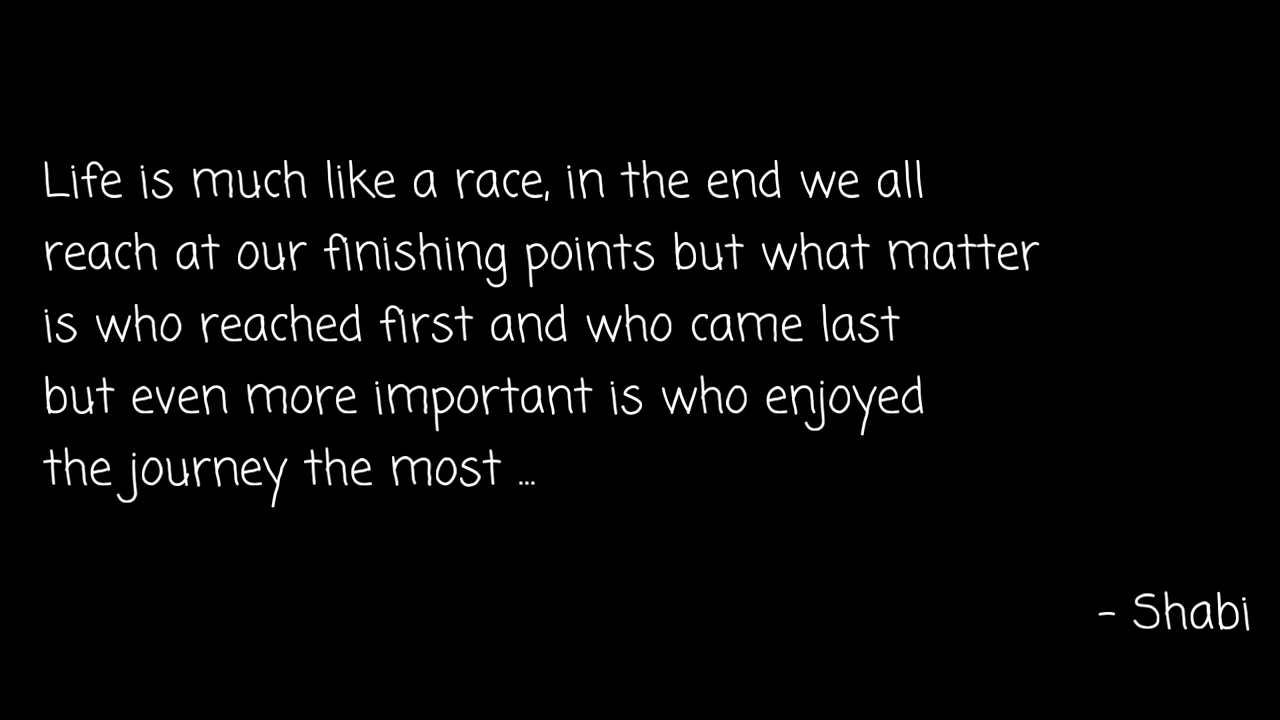 Life is much like a race, in the end we all
reach at our finishing points but what matter
is who reached first and who came last
but even more important is who enjoyed
the journey the most ...
- Shabi